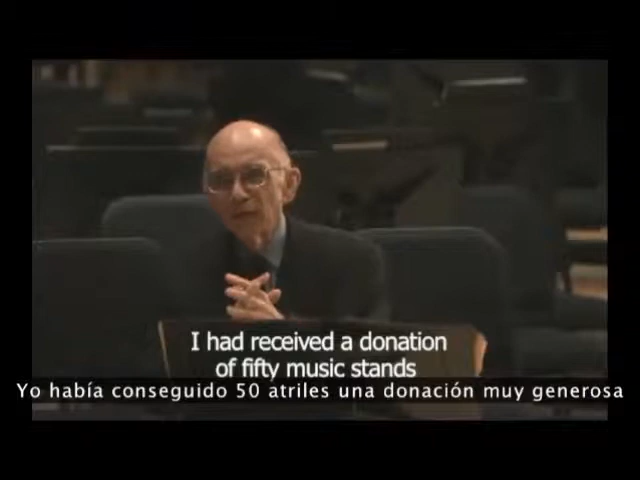 I had received a donation
of fifty music stands
Yo había conseguido 50 atriles una donación muy generosa